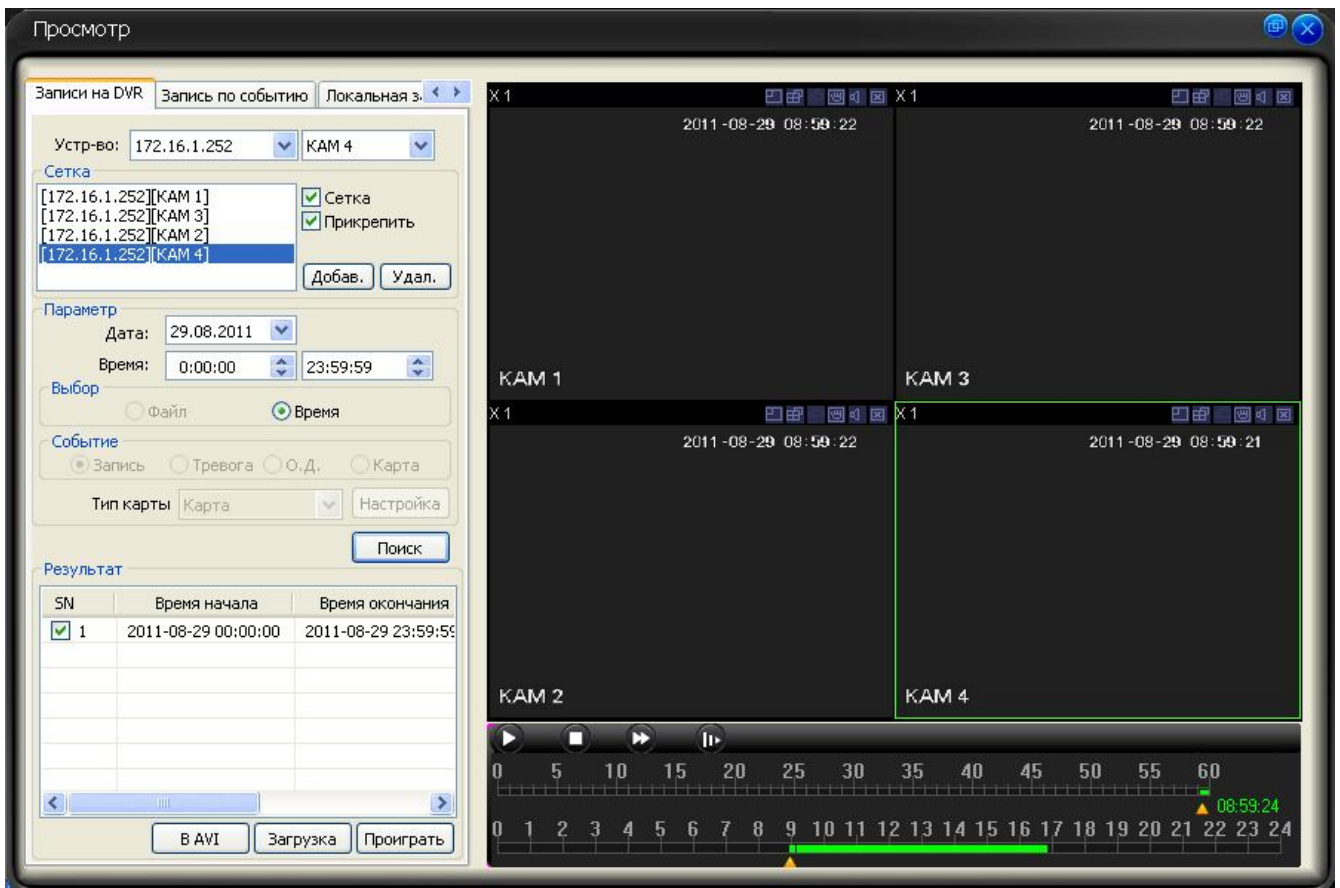 Просмотр
Записи на DVR Запись по событию Локальная з
Устр-во: 172.16.1.252 КАМ 4
Сетка
[172.16.1.252][КАМ 1]
[172.16.1.252][КАМ 3]
[172.16.1.252][КАМ 2]
[172.16.1.252][КАМ 4]
Сетка
Прикрепить
Добав. Удал.
Параметр
Дата: 29.08.2011
Время: 0:00:00 23:59:59
Выбор
Файл Время
Событие
Запись Тревога О.Д. Карта
Тип карты Карта Настройка
Поиск
Результат
SN Время начала Время окончания
1 2011-08-29 00:00:00 2011-08-29 23:59:59
В AVI Загрузка Проиграть
X 1
2011-08-29 08:59:22
КАМ 1
X 1
2011-08-29 08:59:22
КАМ 3
X 1
2011-08-29 08:59:22
КАМ 2
X 1
2011-08-29 08:59:21
КАМ 4
0 5 10 15 20 25 30 35 40 45 50 55 60
08:59:24
0 1 2 3 4 5 6 7 8 9 10 11 12 13 14 15 16 17 18 19 20 21 22 23 24